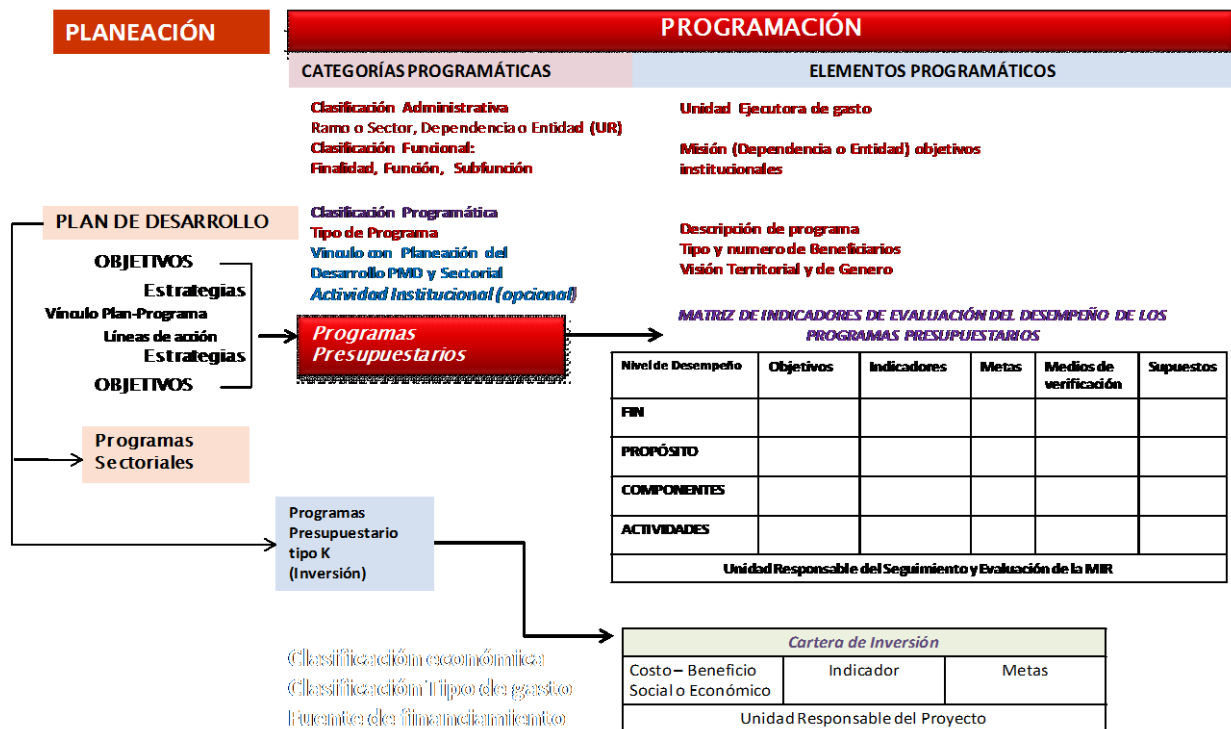 PLANEACIÓN
PROGRAMACIÓN
CATEGORÍAS PROGRAMÁTICAS
ELEMENTOS PROGRAMÁTICOS
Clasificación Administrativa
Ramo o Sector, Dependencia o Entidad (UR)
Clasificación Funcional:
Finalidad, Función, Subfunción
Unidad Ejecutora de gasto
Misión (Dependencia o Entidad) objetivos
institucionales
Clasificación Programática
Tipo de Programa
Vinculo con Planeación del
Desarrollo PMD y Sectorial
Actividad Institucional (opcional)
Descripción de programa
Tipo y numero de Beneficiarios
Visión Territorial y de Genero
PLAN DE DESARROLLO
OBJETIVOS
Estrategias
Vínculo Plan-Programa
Líneas de acción
Estrategias
OBJETIVOS
Programas
Presupuestarios
MATRIZ DE INDICADORES DE EVALUACIÓN DEL DESEMPEÑO DE LOS
PROGRAMAS PRESUPUESTARIOS
Nivel de Desempeño
Objetivos
Indicadores
Metas
Medios de
verificación
Supuestos
FIN
PROPÓSITO
COMPONENTES
ACTIVIDADES
Unidad Responsable del Seguimiento y Evaluación de la MIR
Programas
Sectoriales
Programas
Presupuestario
tipo K
(Inversión)
Clasificación económica
Clasificación Tipo de gasto
Fuente de financiamiento
Cartera de Inversión
Costo – Beneficio
Social o Económico
Indicador
Metas
Unidad Responsable del Proyecto